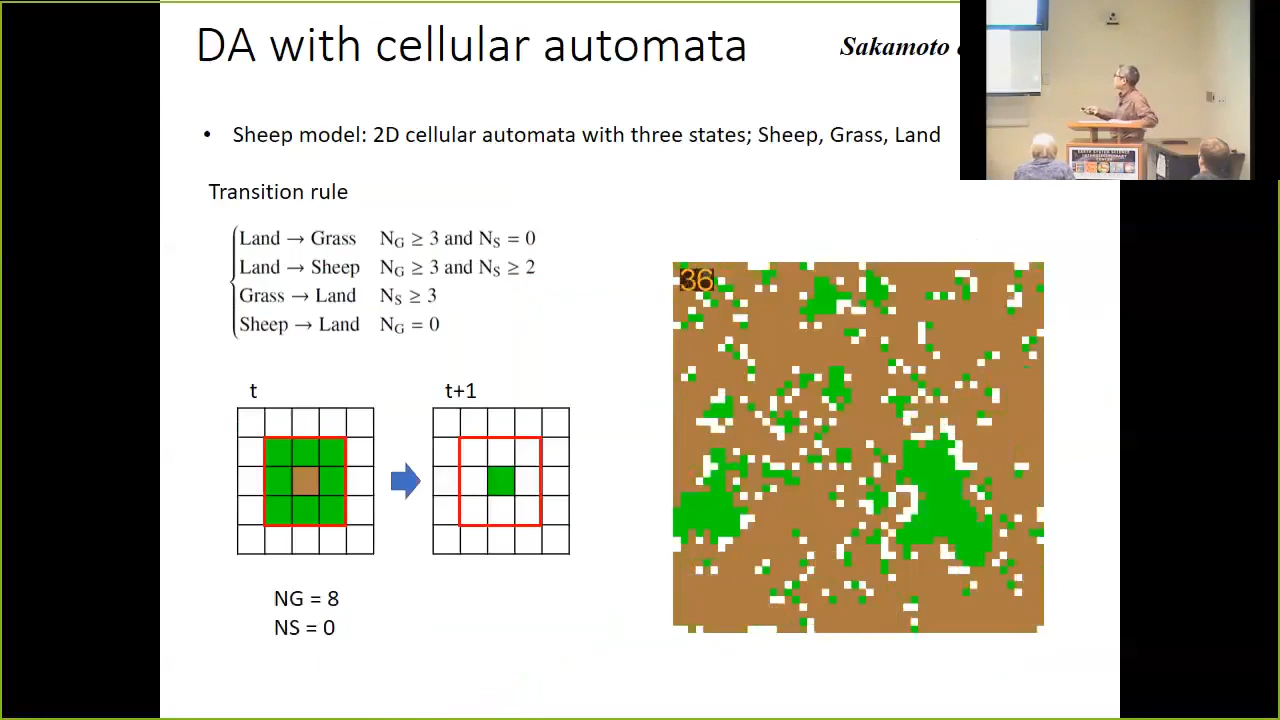 DA with cellular automata
Sakamoto
• Sheep model: 2D cellular automata with three states; Sheep, Grass, Land
Transition rule
Land → Grass N_G ≥ 3 and N_S = 0
Land → Sheep N_G ≥ 3 and N_S ≥ 2
Grass → Land N_S ≥ 3
Sheep → Land N_G = 0
36
t t+1
NG = 8
NS = 0